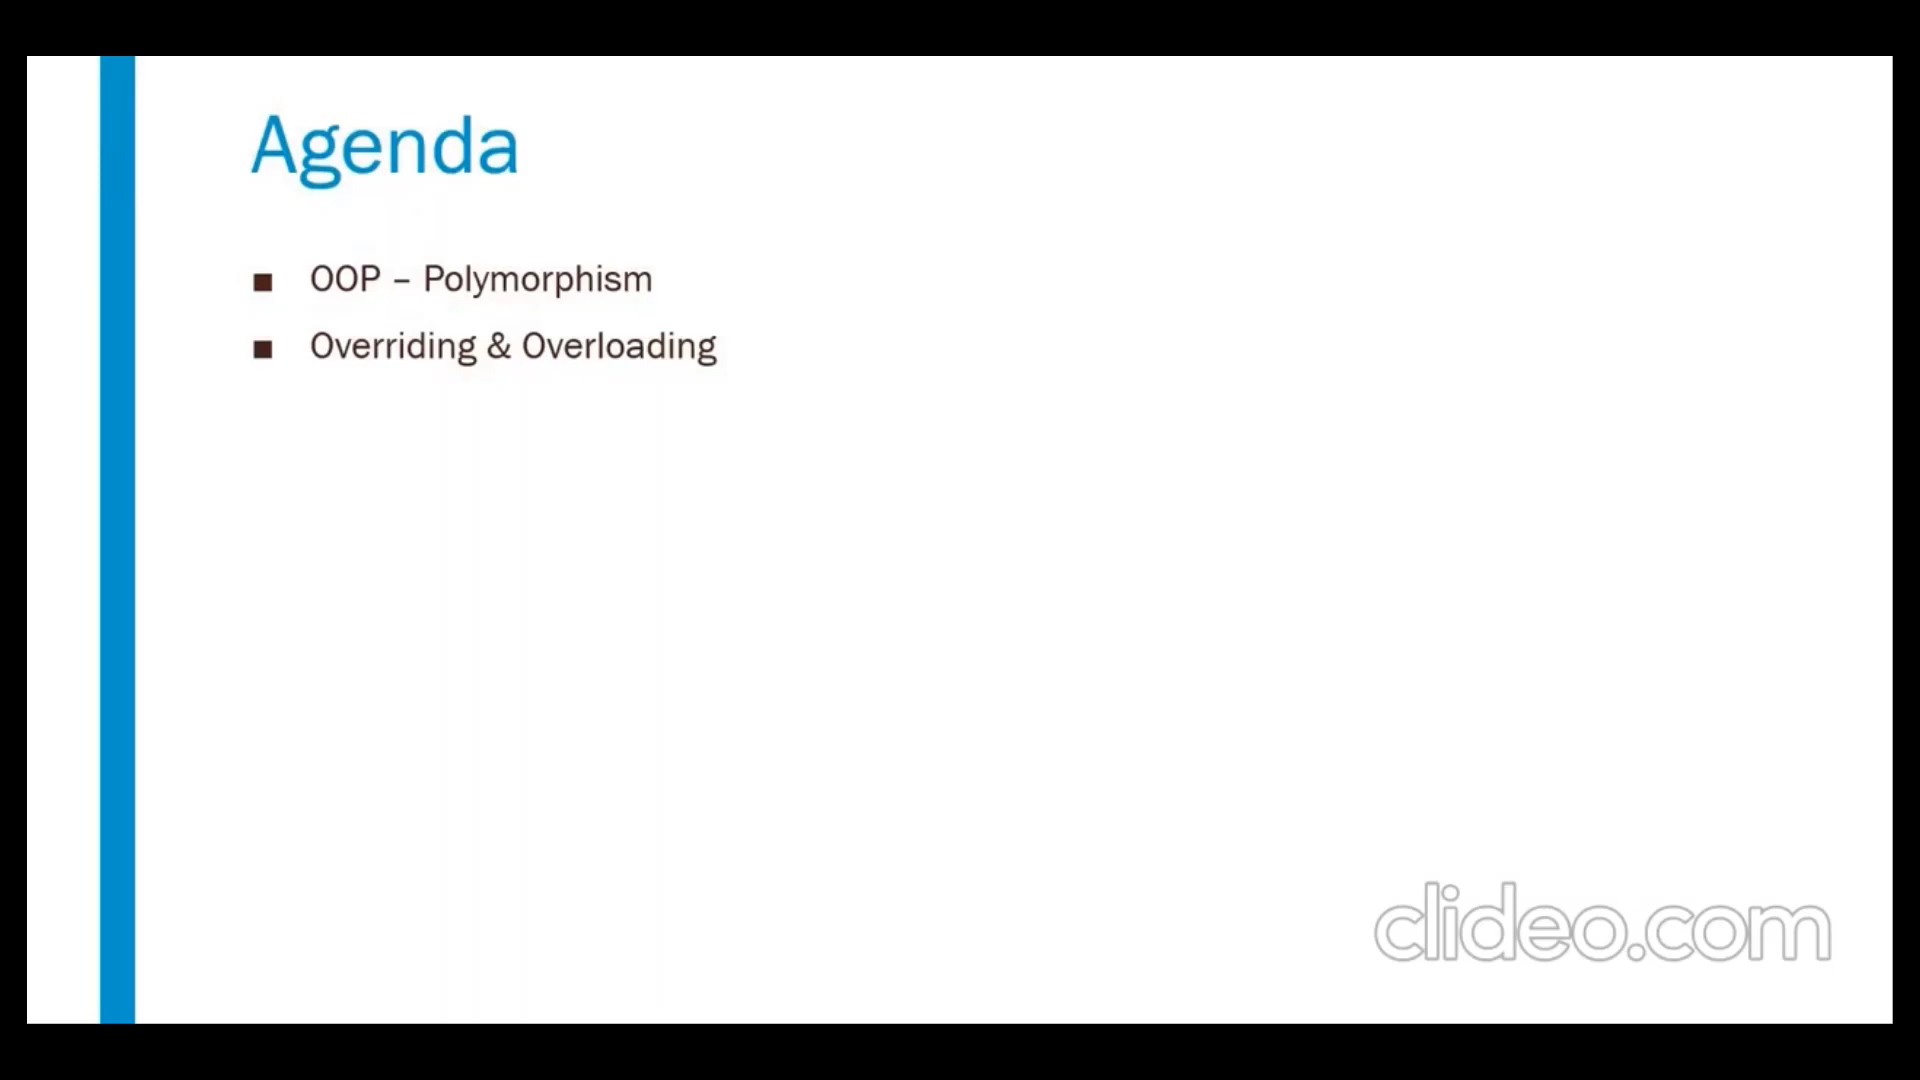 Agenda
■ OOP – Polymorphism
■ Overriding & Overloading
clideo.com